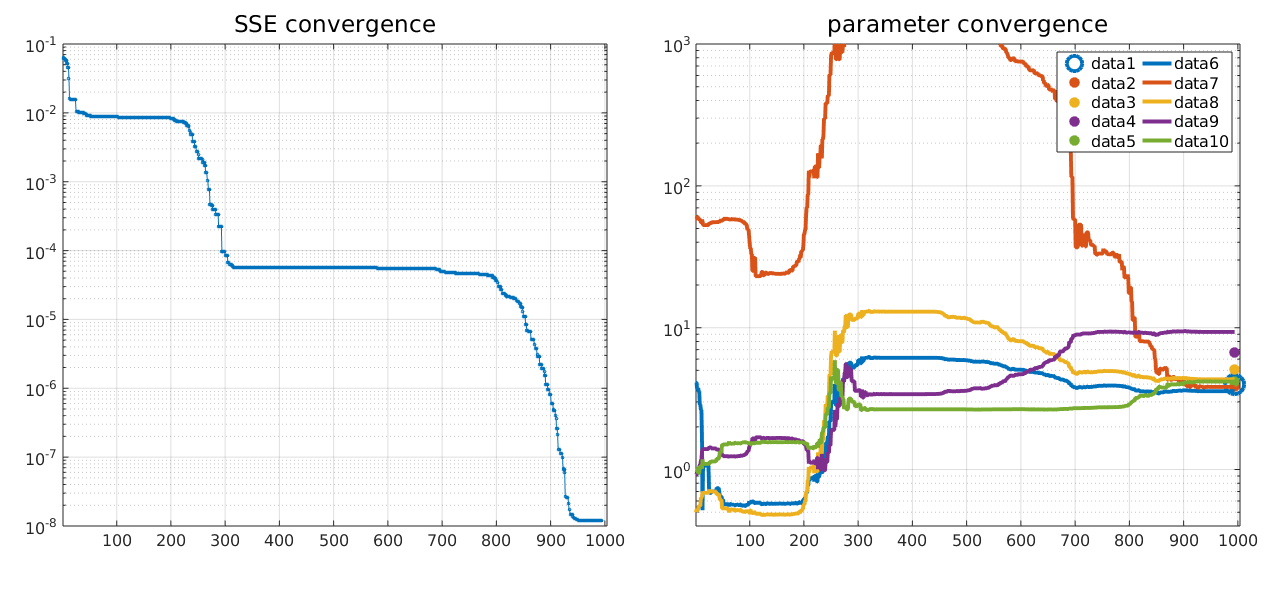 SSE convergence
10^-1
10^-2
10^-3
10^-4
10^-5
10^-6
10^-7
10^-8
100 200 300 400 500 600 700 800 900 1000
parameter convergence
10^3
10^2
10^1
10^0
100 200 300 400 500 600 700 800 900 1000
data1 data6
data2 data7
data3 data8
data4 data9
data5 data10